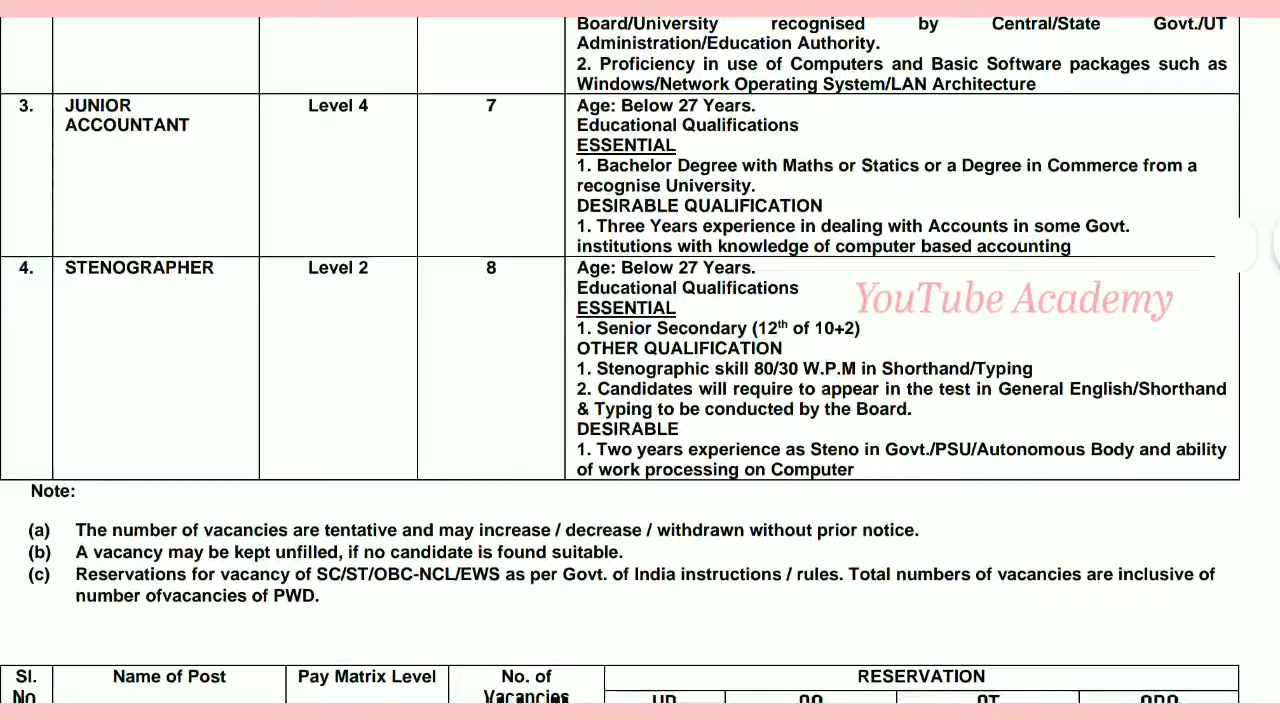 Board/University recognised by Central/State Govt./UT
Administration/Education Authority.
2. Proficiency in use of Computers and Basic Software packages such as
Windows/Network Operating System/LAN Architecture
3. JUNIOR ACCOUNTANT Level 4 7 Age: Below 27 Years.
Educational Qualifications
ESSENTIAL
1. Bachelor Degree with Maths or Statics or a Degree in Commerce from a
recognise University.
DESIRABLE QUALIFICATION
1. Three Years experience in dealing with Accounts in some Govt.
institutions with knowledge of computer based accounting
4. STENOGRAPHER Level 2 8 Age: Below 27 Years.
Educational Qualifications
YouTube Academy
ESSENTIAL
1. Senior Secondary (12th of 10+2)
OTHER QUALIFICATION
1. Stenographic skill 80/30 W.P.M in Shorthand/Typing
2. Candidates will require to appear in the test in General English/Shorthand
& Typing to be conducted by the Board.
DESIRABLE
1. Two years experience as Steno in Govt./PSU/Autonomous Body and ability
of work processing on Computer
Note:
(a) The number of vacancies are tentative and may increase / decrease / withdrawn without prior notice.
(b) A vacancy may be kept unfilled, if no candidate is found suitable.
(c) Reservations for vacancy of SC/ST/OBC-NCL/EWS as per Govt. of India instructions / rules. Total numbers of vacancies are inclusive of
number ofvacancies of PWD.
Sl. No Name of Post Pay Matrix Level No. of Vacancies RESERVATION